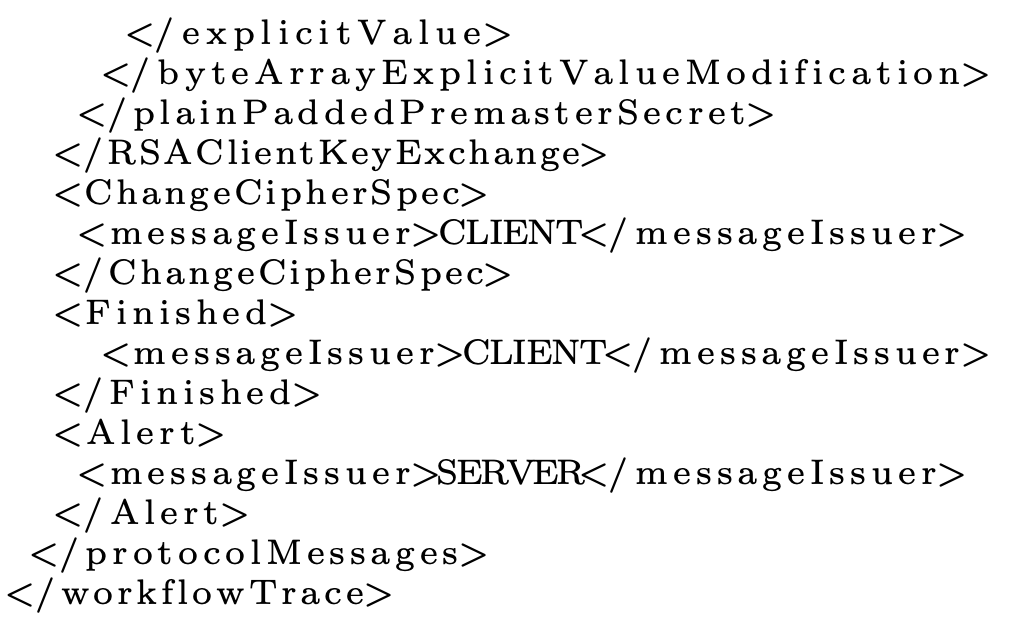 </explicitValue>
</byteArrayExplicitValueModification>
</plainPaddedPremasterSecret>
</RSAClientKeyExchange>
<ChangeCipherSpec>
<messageIssuer>CLIENT</messageIssuer>
</ChangeCipherSpec>
<Finished>
<messageIssuer>CLIENT</messageIssuer>
</Finished>
<Alert>
<messageIssuer>SERVER</messageIssuer>
</Alert>
</protocolMessages>
</workflowTrace>